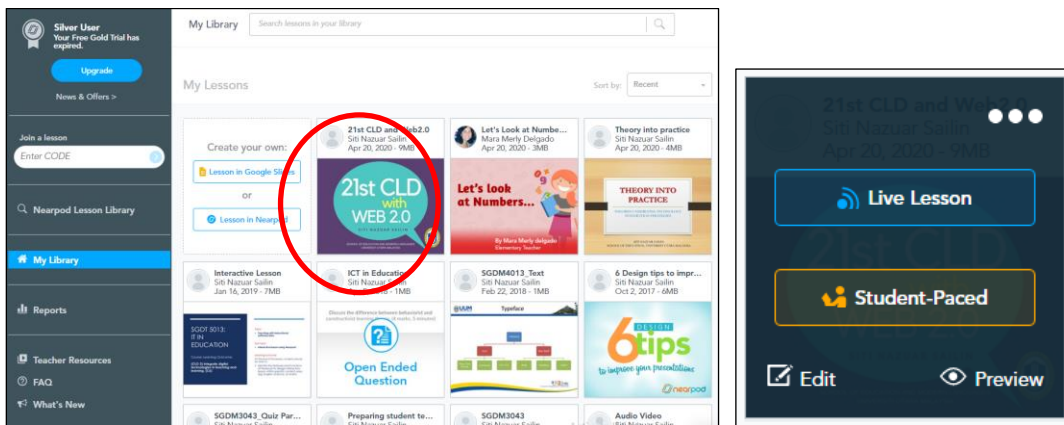 Silver User
Your Free Gold Trial has
expired.
Upgrade
News & Offers >
Join a lesson
Enter CODE
Nearpod Lesson Library
My Library
Reports
Teacher Resources
FAQ
What's New
My Library
Search lessons in your library
My Lessons
Sort by: Recent
Create your own:
Lesson in Google Slides
or
Lesson in Nearpod
21st CLD and Web2.0
Siti Nazuar Sailin
Apr 20, 2020 - 9MB
21st CLD
with
WEB 2.0
SITI NAZUAR SAILIN
Let's Look at Numbe...
Mara Merly Delgado
Apr 20, 2020 - 3MB
Let's look
at Numbers...
By Mara Merly delgado
Elementary Teacher
Theory into practice
Siti Nazuar Sailin
Apr 20, 2020 - 4MB
THEORY INTO
PRACTICE
Interactive Lesson
Siti Nazuar Sailin
Jan 16, 2019 - 7MB
SGDT 5013:
IT IN
EDUCATION
ICT in Education
Siti Nazuar Sailin
1MB
Open Ended
Question
SGDM4013_Text
Siti Nazuar Sailin
Feb 22, 2018 - 1MB
UUM
Typeface
6 Design tips to impr...
Siti Nazuar Sailin
Oct 2, 2017 - 6MB
DESIGN
6tips
to improve your presentations
nearpod
SGDM3043_Quiz Par...
Siti Nazuar Sailin
Preparing student te...
Siti Nazuar Sailin
SGDM3043
Siti Nazuar Sailin
Audio Video
Siti Nazuar Sailin
21st CLD and Web2.0
Siti Nazuar Sailin
Apr 20, 2020 - 9MB
Live Lesson
Student-Paced
Edit
Preview